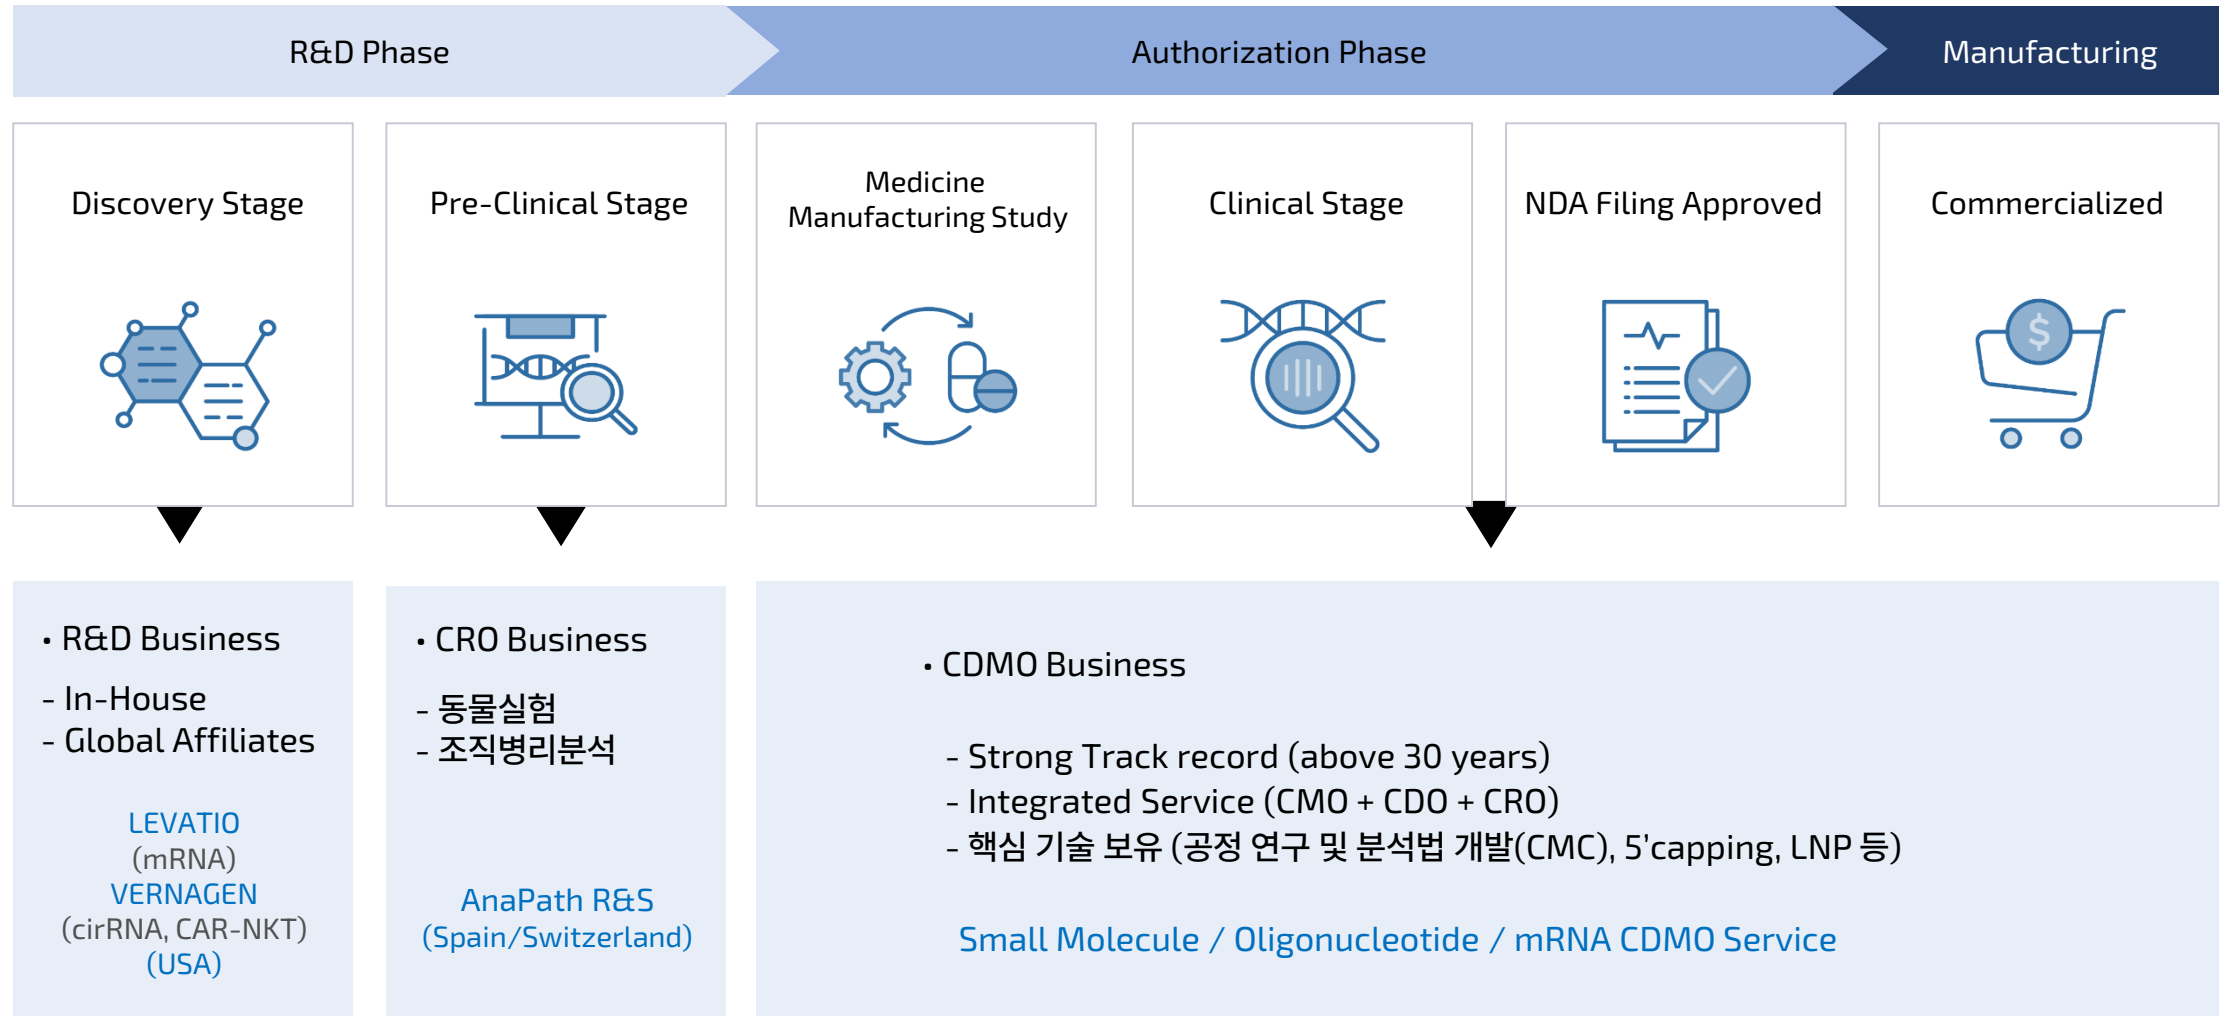 R&D Phase
Authorization Phase
Manufacturing
Discovery Stage
Pre-Clinical Stage
Medicine
Manufacturing Study
Clinical Stage
NDA Filing Approved
Commercialized
$
• R&D Business
- In-House
- Global Affiliates
LEVATIO
(mRNA)
VERNAGEN
(cirRNA, CAR-NKT)
(USA)
• CRO Business
- 동물실험
- 조직병리분석
AnaPath R&S
(Spain/Switzerland)
• CDMO Business
- Strong Track record (above 30 years)
- Integrated Service (CMO + CDO + CRO)
- 핵심 기술 보유 (공정 연구 및 분석법 개발(CMC), 5’capping, LNP 등)
Small Molecule / Oligonucleotide / mRNA CDMO Service